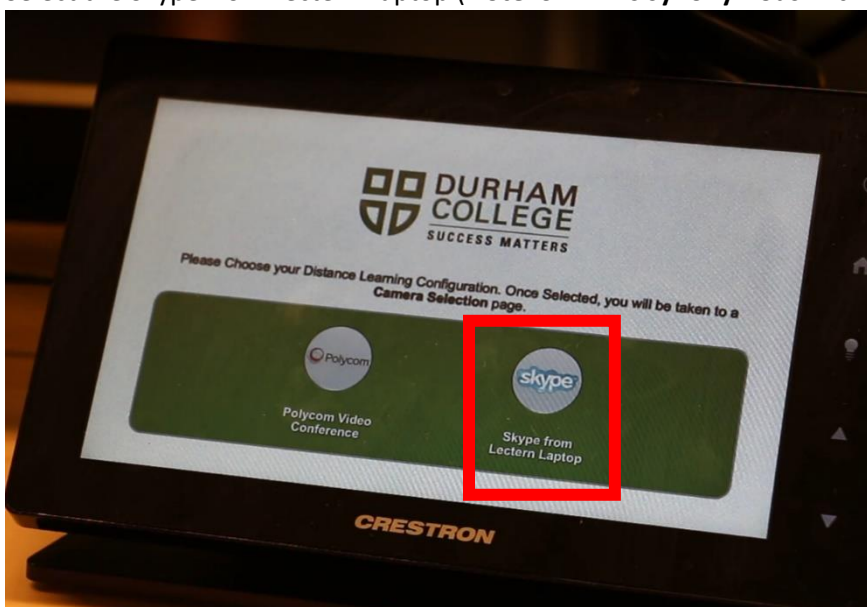 DURHAM
COLLEGE
SUCCESS MATTERS
Please Choose your Distance Learning Configuration. Once Selected, you will be taken to a
Camera Selection page.
Polycom
skype
Polycom Video
Conference
Skype from
Lectern Laptop
CRESTRON